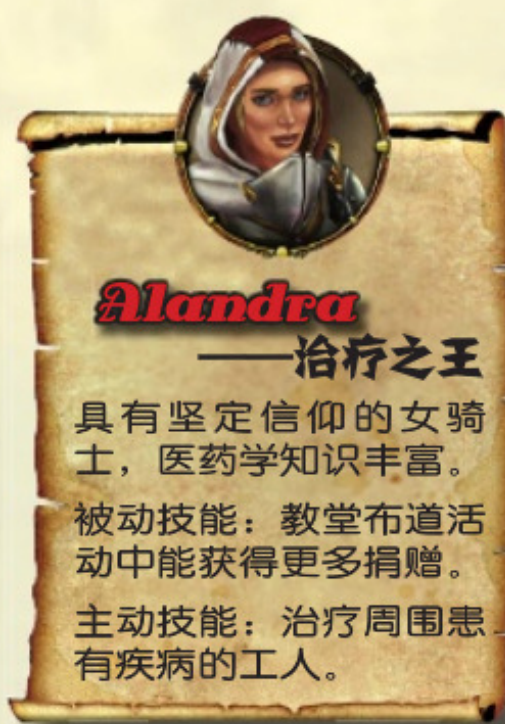 Alandra
——治疗之王
具有坚定信仰的女骑
士，医药学知识丰富。
被动技能：教堂布道活
动中能获得更多捐赠。
主动技能：治疗周围患
有疾病的工人。